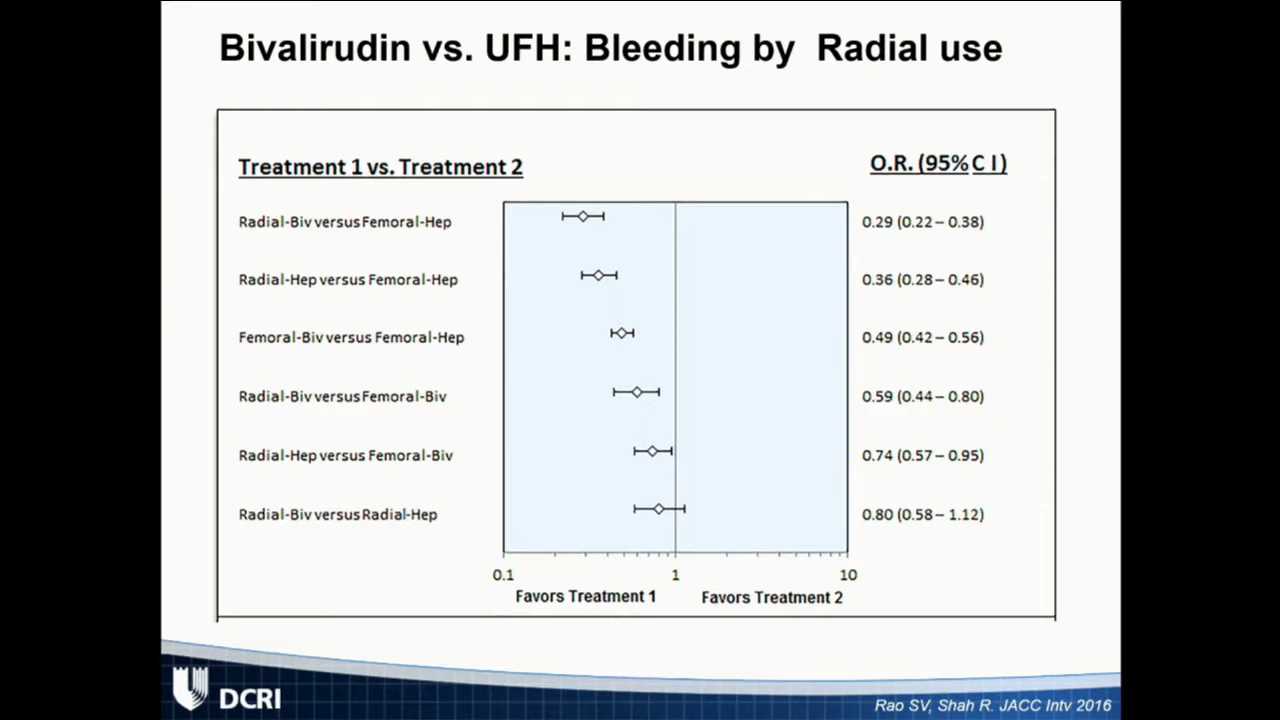 Bivalirudin vs. UFH: Bleeding by Radial use
Treatment 1 vs. Treatment 2
O.R. (95% C I)
Radial-Biv versus Femoral-Hep
0.29 (0.22 – 0.38)
Radial-Hep versus Femoral-Hep
0.36 (0.28 – 0.46)
Femoral-Biv versus Femoral-Hep
0.49 (0.42 – 0.56)
Radial-Biv versus Femoral-Biv
0.59 (0.44 – 0.80)
Radial-Hep versus Femoral-Biv
0.74 (0.57 – 0.95)
Radial-Biv versus Radial-Hep
0.80 (0.58 – 1.12)
0.1 1 10
Favors Treatment 1 Favors Treatment 2
DCRI
Rao SV, Shah R. JACC Intv 2016